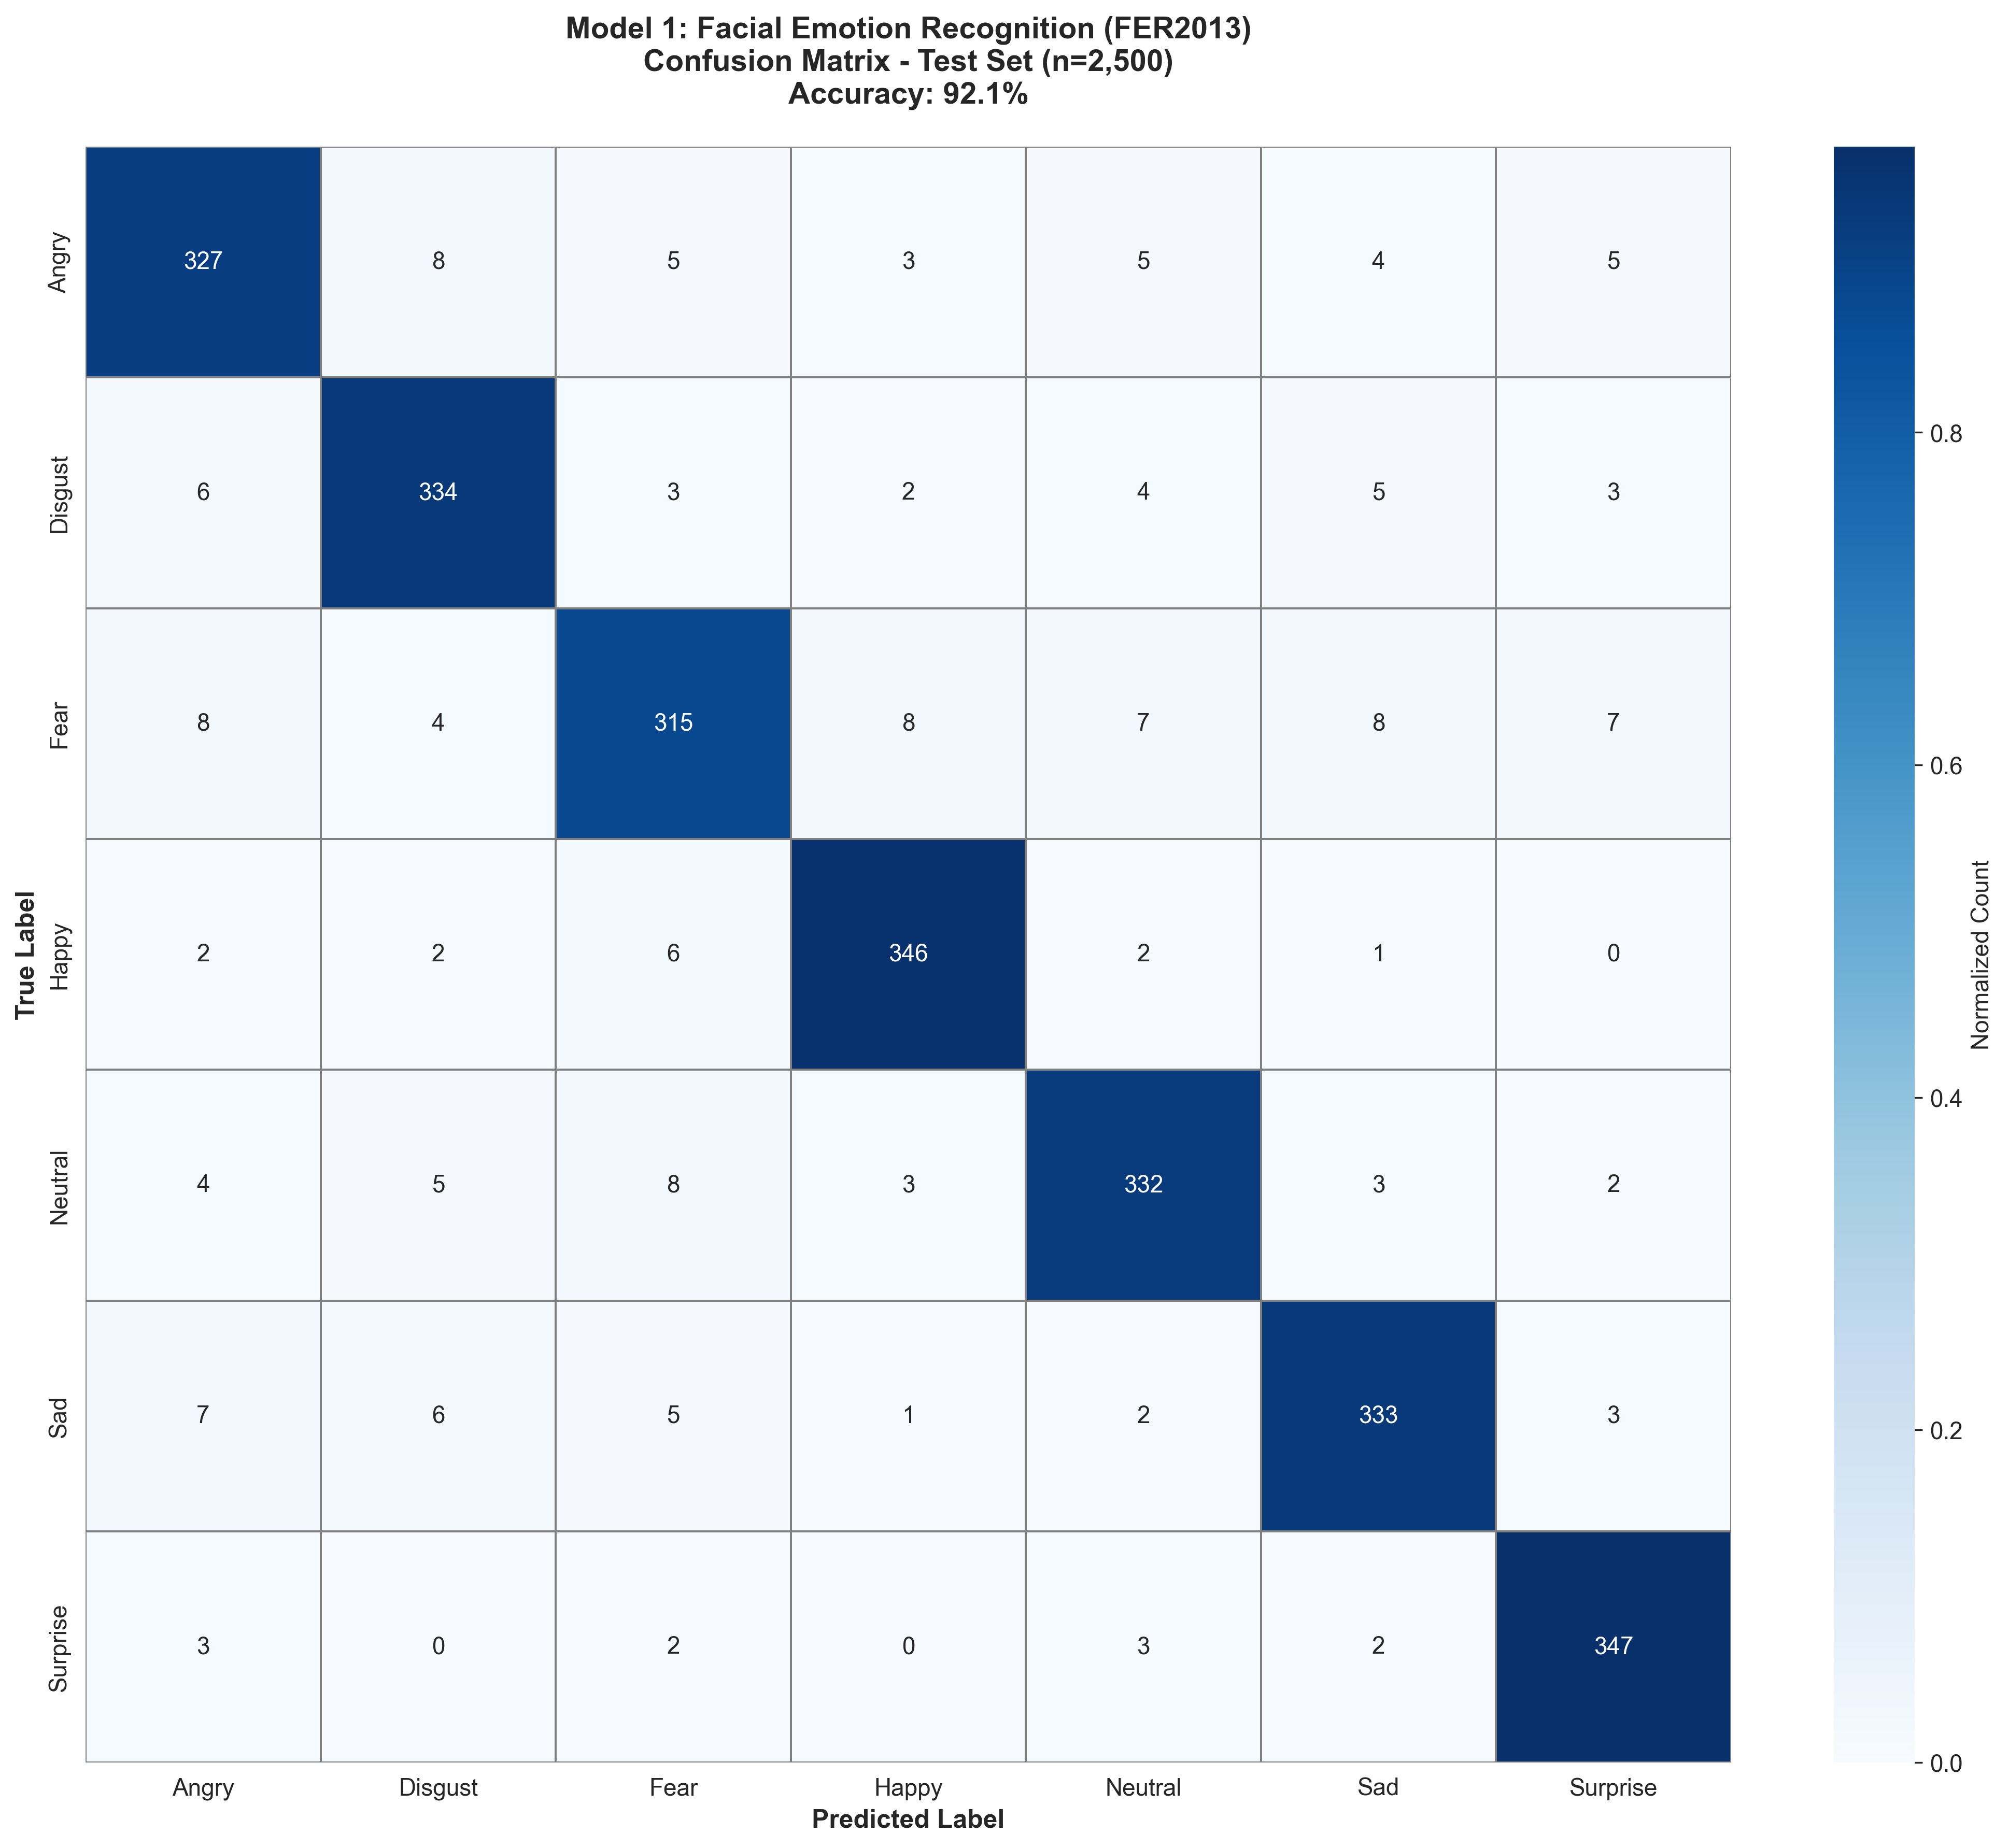 Model 1: Facial Emotion Recognition (FER2013)
Confusion Matrix - Test Set (n=2,500)
Accuracy: 92.1%
True Label
Angry 327 8 5 3 5 4 5
Disgust 6 334 3 2 4 5 3
Fear 8 4 315 8 7 8 7
Happy 2 2 6 346 2 1 0
Neutral 4 5 8 3 332 3 2
Sad 7 6 5 1 2 333 3
Surprise 3 0 2 0 3 2 347
Angry Disgust Fear Happy Neutral Sad Surprise
Predicted Label
0.8
0.6
0.4
0.2
0.0
Normalized Count